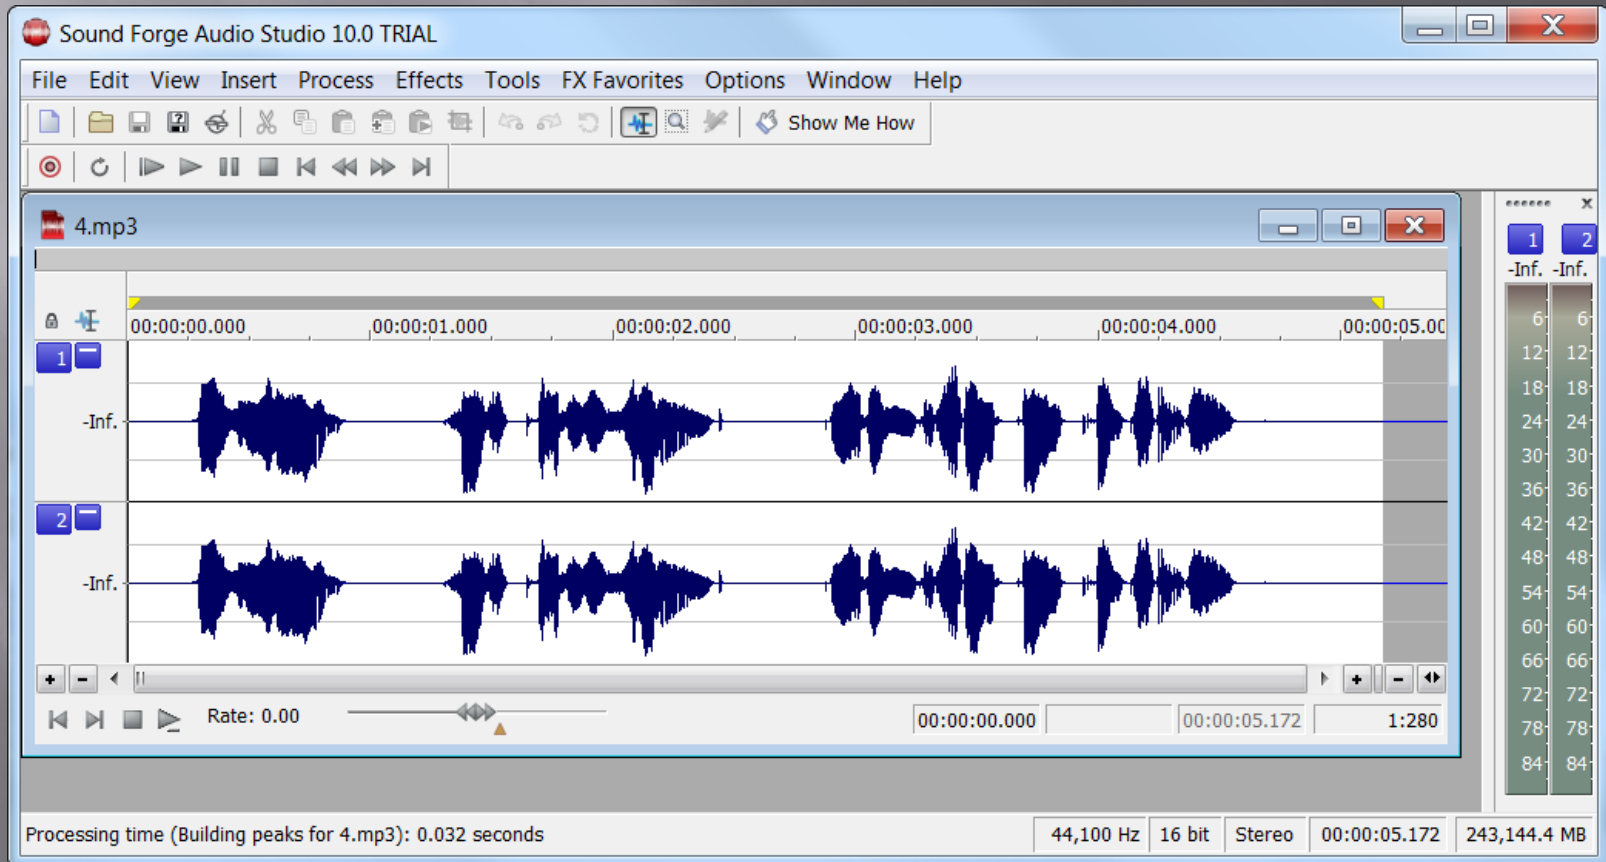 Sound Forge Audio Studio 10.0 TRIAL
File Edit View Insert Process Effects Tools FX Favorites Options Window Help
Show Me How
4.mp3
1 2
-Inf. -Inf.
00:00:00.000 00:00:01.000 00:00:02.000 00:00:03.000 00:00:04.000 00:00:05.00
1
-Inf.
2
-Inf.
6 6
12 12
18 18
24 24
30 30
36 36
42 42
48 48
54 54
60 60
66 66
72 72
78 78
84 84
Rate: 0.00
00:00:00.000 00:00:05.172 1:280
Processing time (Building peaks for 4.mp3): 0.032 seconds
44,100 Hz 16 bit Stereo 00:00:05.172 243,144.4 MB